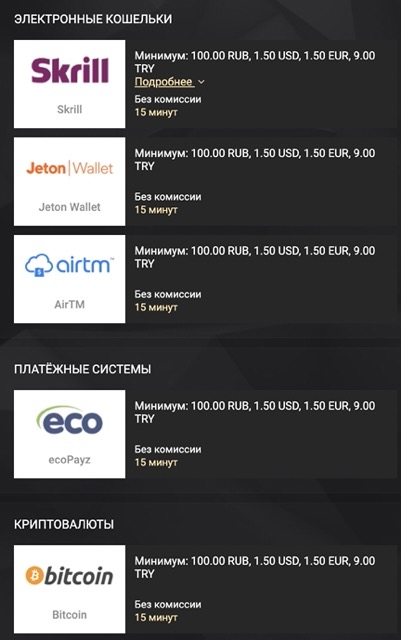 ЭЛЕКТРОННЫЕ КОШЕЛЬКИ
Skrill
Skrill
Минимум: 100.00 RUB, 1.50 USD, 1.50 EUR, 9.00
TRY
Подробнее
Без комиссии
15 минут
Jeton|Wallet
Jeton Wallet
Минимум: 100.00 RUB, 1.50 USD, 1.50 EUR, 9.00
TRY
Без комиссии
15 минут
airtm™
AirTM
Минимум: 100.00 RUB, 1.50 USD, 1.50 EUR, 9.00
TRY
Без комиссии
15 минут
ПЛАТЁЖНЫЕ СИСТЕМЫ
eco
ecoPayz
Минимум: 100.00 RUB, 1.50 USD, 1.50 EUR, 9.00
TRY
Без комиссии
15 минут
КРИПТОВАЛЮТЫ
bitcoin
Bitcoin
Минимум: 100.00 RUB, 1.50 USD, 1.50 EUR, 9.00
TRY
Без комиссии
15 минут